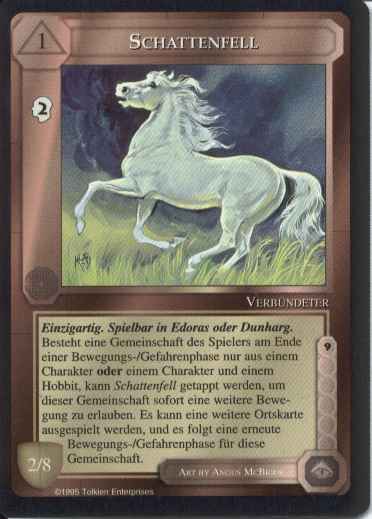 1
SCHATTENFELL
2
VERBÜNDETER
Einzigartig. Spielbar in Edoras oder Dunharg.
Besteht eine Gemeinschaft des Spielers am Ende
einer Bewegungs-/Gefahrenphase nur aus einem
Charakter oder einem Charakter und einem
Hobbit, kann Schattenfell getappt werden, um
dieser Gemeinschaft sofort eine weitere Bewe-
gung zu erlauben. Es kann eine weitere Ortskarte
ausgespielt werden, und es folgt eine erneute
Bewegungs-/Gefahrenphase für diese
Gemeinschaft.
2/8
ART BY ANGUS MCBRIDE
©1995 Tolkien Enterprises